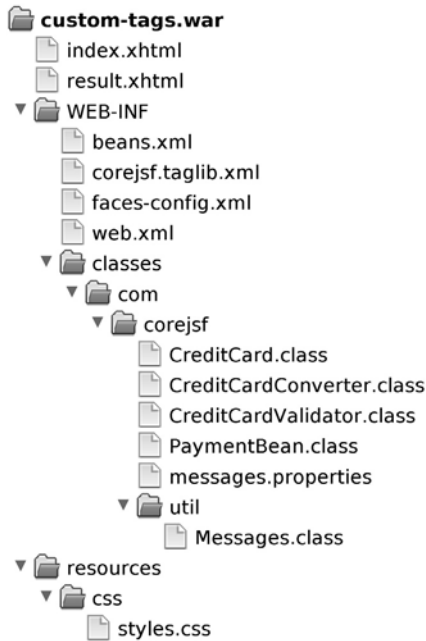 custom-tags.war
index.xhtml
result.xhtml
WEB-INF
beans.xml
corejsf.taglib.xml
faces-config.xml
web.xml
classes
com
corejsf
CreditCard.class
CreditCardConverter.class
CreditCardValidator.class
PaymentBean.class
messages.properties
util
Messages.class
resources
css
styles.css